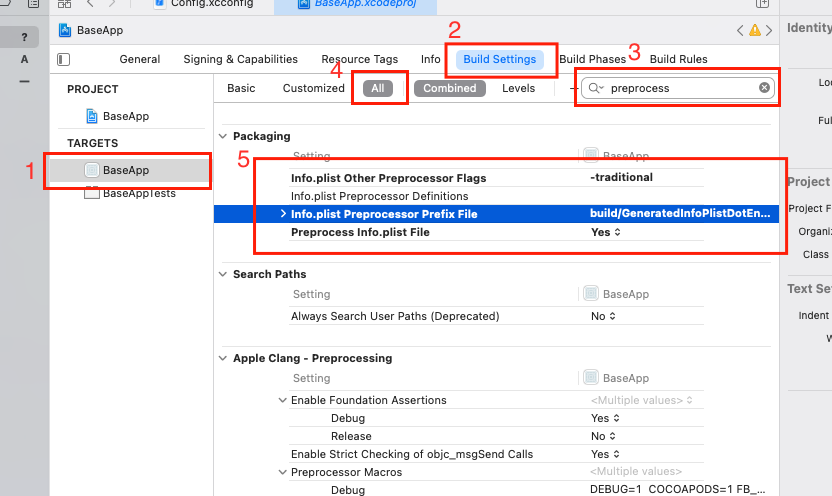 Config.xcconfig
BaseApp.xcodeproj
?
BaseApp
Identity
A
2
General
Signing & Capabilities
Resource Tags
Info
Build Settings
Build Phases
3
Build Rules
4
PROJECT
Basic
Customized
All
Combined
Levels
preprocess
BaseApp
TARGETS
1
BaseApp
BaseAppTests
Packaging
5
Setting
BaseApp
Info.plist Other Preprocessor Flags
-traditional
Info.plist Preprocessor Definitions
Info.plist Preprocessor Prefix File
build/GeneratedInfoPlistDotEn...
Preprocess Info.plist File
Yes
Search Paths
Setting
BaseApp
Always Search User Paths (Deprecated)
No
Apple Clang - Preprocessing
Setting
BaseApp
Enable Foundation Assertions
<Multiple values>
Debug
Yes
Release
No
Enable Strict Checking of objc_msgSend Calls
Yes
Preprocessor Macros
<Multiple values>
Debug
DEBUG=1 COCOAPODS=1 FB_...
Loc
Full
Project
Project F
Organiz
Class
Text Set
Indent
W